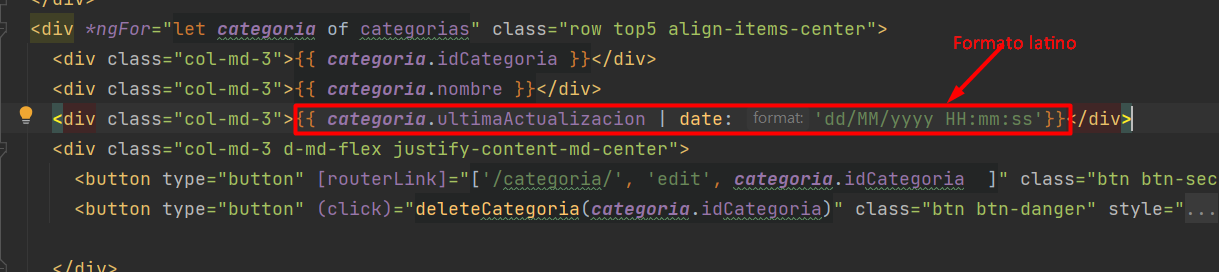 </div>
<div *ngFor="let categoria of categorias" class="row top5 align-items-center">
Formato latino
<div class="col-md-3">{{ categoria.idCategoria }}</div>
<div class="col-md-3">{{ categoria.nombre }}</div>
<div class="col-md-3">{{ categoria.ultimaActualizacion | date: format: 'dd/MM/yyyy HH:mm:ss'}}</div>
<div class="col-md-3 d-md-flex justify-content-md-center">
<button type="button" [routerLink]="['/categoria/', 'edit', categoria.idCategoria ]" class="btn btn-sec
<button type="button" (click)="deleteCategoria(categoria.idCategoria)" class="btn btn-danger" style="...
</div>